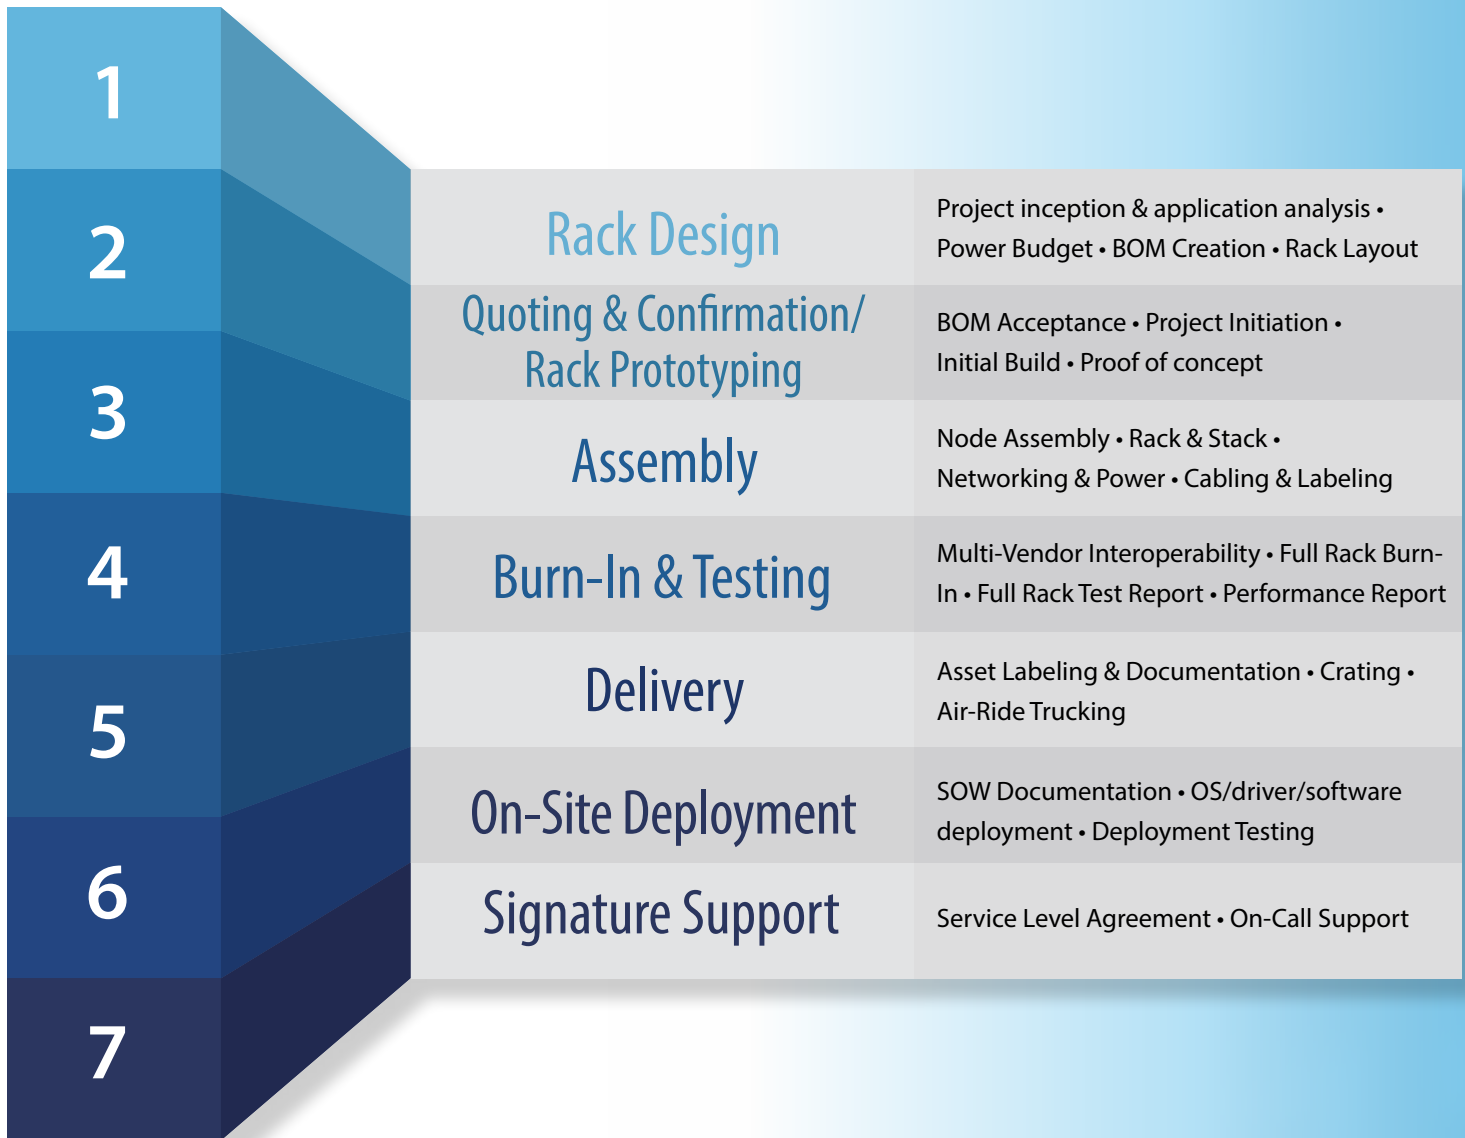 1
2
3
4
5
6
7
Rack Design
Project inception & application analysis •
Power Budget • BOM Creation • Rack Layout
Quoting & Confirmation/
Rack Prototyping
BOM Acceptance • Project Initiation •
Initial Build • Proof of concept
Assembly
Node Assembly • Rack & Stack •
Networking & Power • Cabling & Labeling
Burn-In & Testing
Multi-Vendor Interoperability • Full Rack Burn-
In • Full Rack Test Report • Performance Report
Delivery
Asset Labeling & Documentation • Crating •
Air-Ride Trucking
On-Site Deployment
SOW Documentation • OS/driver/software
deployment • Deployment Testing
Signature Support
Service Level Agreement • On-Call Support